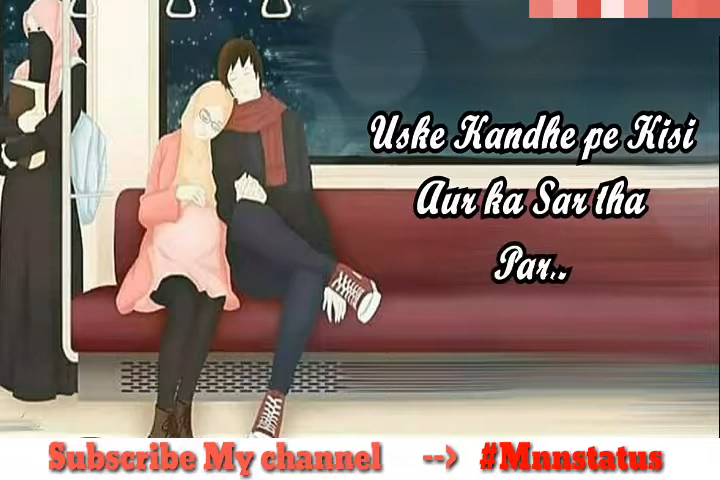 Uske Kandhe pe Kisi
Aur ka Sar tha
Par..
Subscribe My channel --> #Mnnstatus